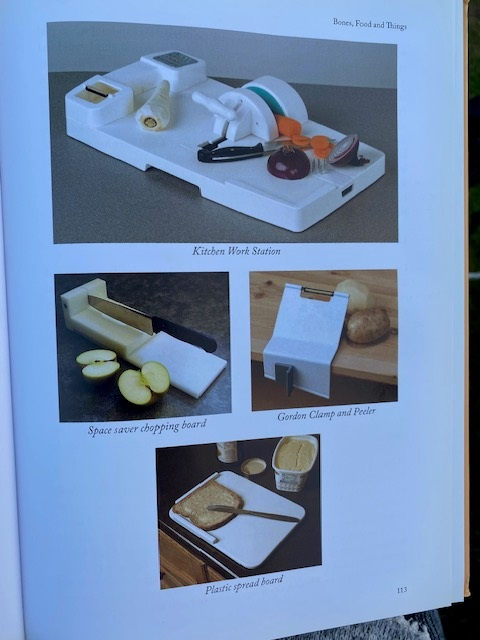 Bones, Food and Things
Kitchen Work Station
Space saver chopping board
Gordon Clamp and Peeler
Plastic spread board
113